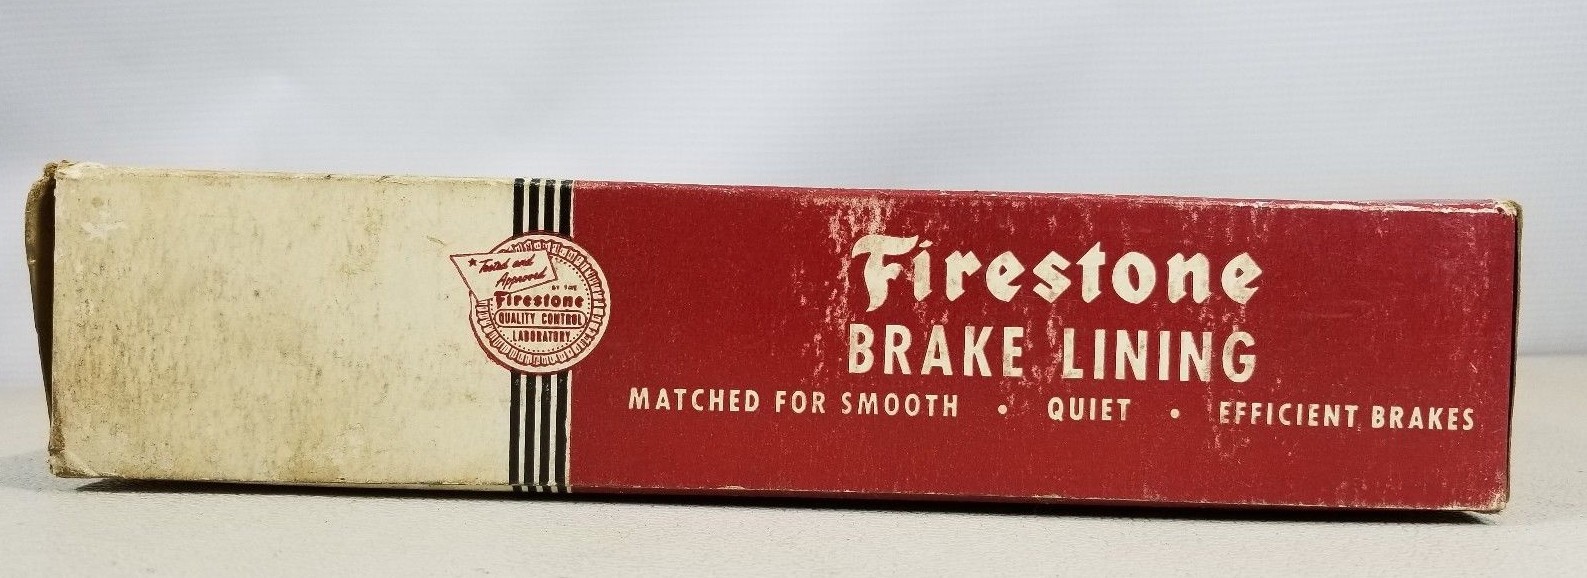 ★ Tested and
Approved
BY THE
Firestone
QUALITY CONTROL
LABORATORY
Firestone
BRAKE LINING
MATCHED FOR SMOOTH • QUIET • EFFICIENT BRAKES